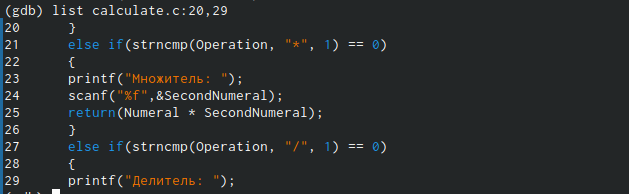 (gdb) list calculate.c:20,29
20 }
21 else if(strncmp(Operation, "*", 1) == 0)
22 {
23 printf("Множитель: ");
24 scanf("%f",&SecondNumeral);
25 return(Numeral * SecondNumeral);
26 }
27 else if(strncmp(Operation, "/", 1) == 0)
28 {
29 printf("Делитель: ");
(gdb)